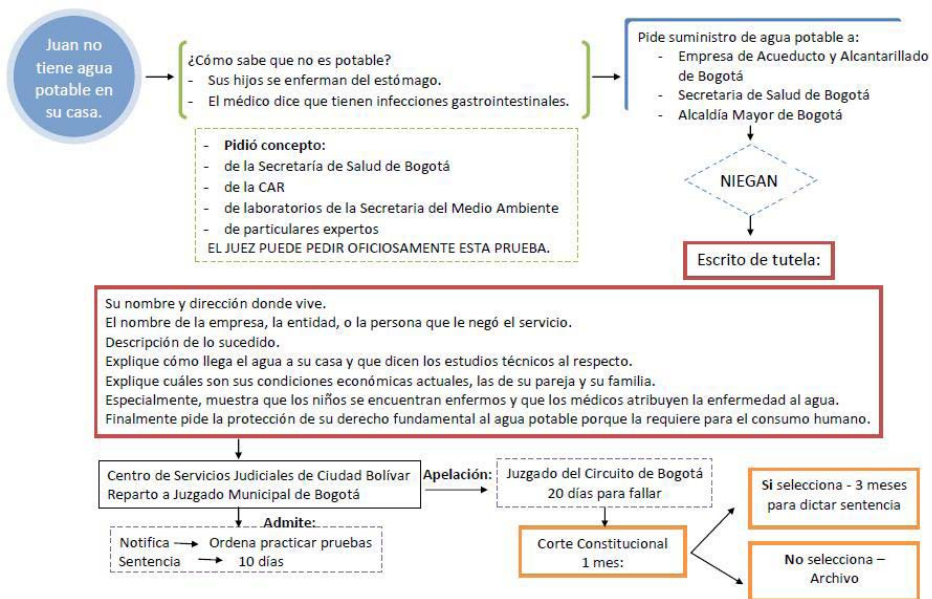 Juan no
tiene agua
potable en
su casa.
¿Cómo sabe que no es potable?
- Sus hijos se enferman del estómago.
- El médico dice que tienen infecciones gastrointestinales.
- Pidió concepto:
- de la Secretaría de Salud de Bogotá
- de la CAR
- de laboratorios de la Secretaria del Medio Ambiente
- de particulares expertos
EL JUEZ PUEDE PEDIR OFICIOSAMENTE ESTA PRUEBA.
Pide suministro de agua potable a:
- Empresa de Acueducto y Alcantarillado
de Bogotá
- Secretaria de Salud de Bogotá
- Alcaldía Mayor de Bogotá
NIEGAN
Escrito de tutela:
Su nombre y dirección donde vive.
El nombre de la empresa, la entidad, o la persona que le negó el servicio.
Descripción de lo sucedido.
Explique cómo llega el agua a su casa y que dicen los estudios técnicos al respecto.
Explique cuáles son sus condiciones económicas actuales, las de su pareja y su familia.
Especialmente, muestra que los niños se encuentran enfermos y que los médicos atribuyen la enfermedad al agua.
Finalmente pide la protección de su derecho fundamental al agua potable porque la requiere para el consumo humano.
Centro de Servicios Judiciales de Ciudad Bolívar
Reparto a Juzgado Municipal de Bogotá
Admite:
Notifica Ordena practicar pruebas
Sentencia 10 días
Apelación:
Juzgado del Circuito de Bogotá
20 días para fallar
Corte Constitucional
1 mes:
Si selecciona - 3 meses
para dictar sentencia
No selecciona –
Archivo